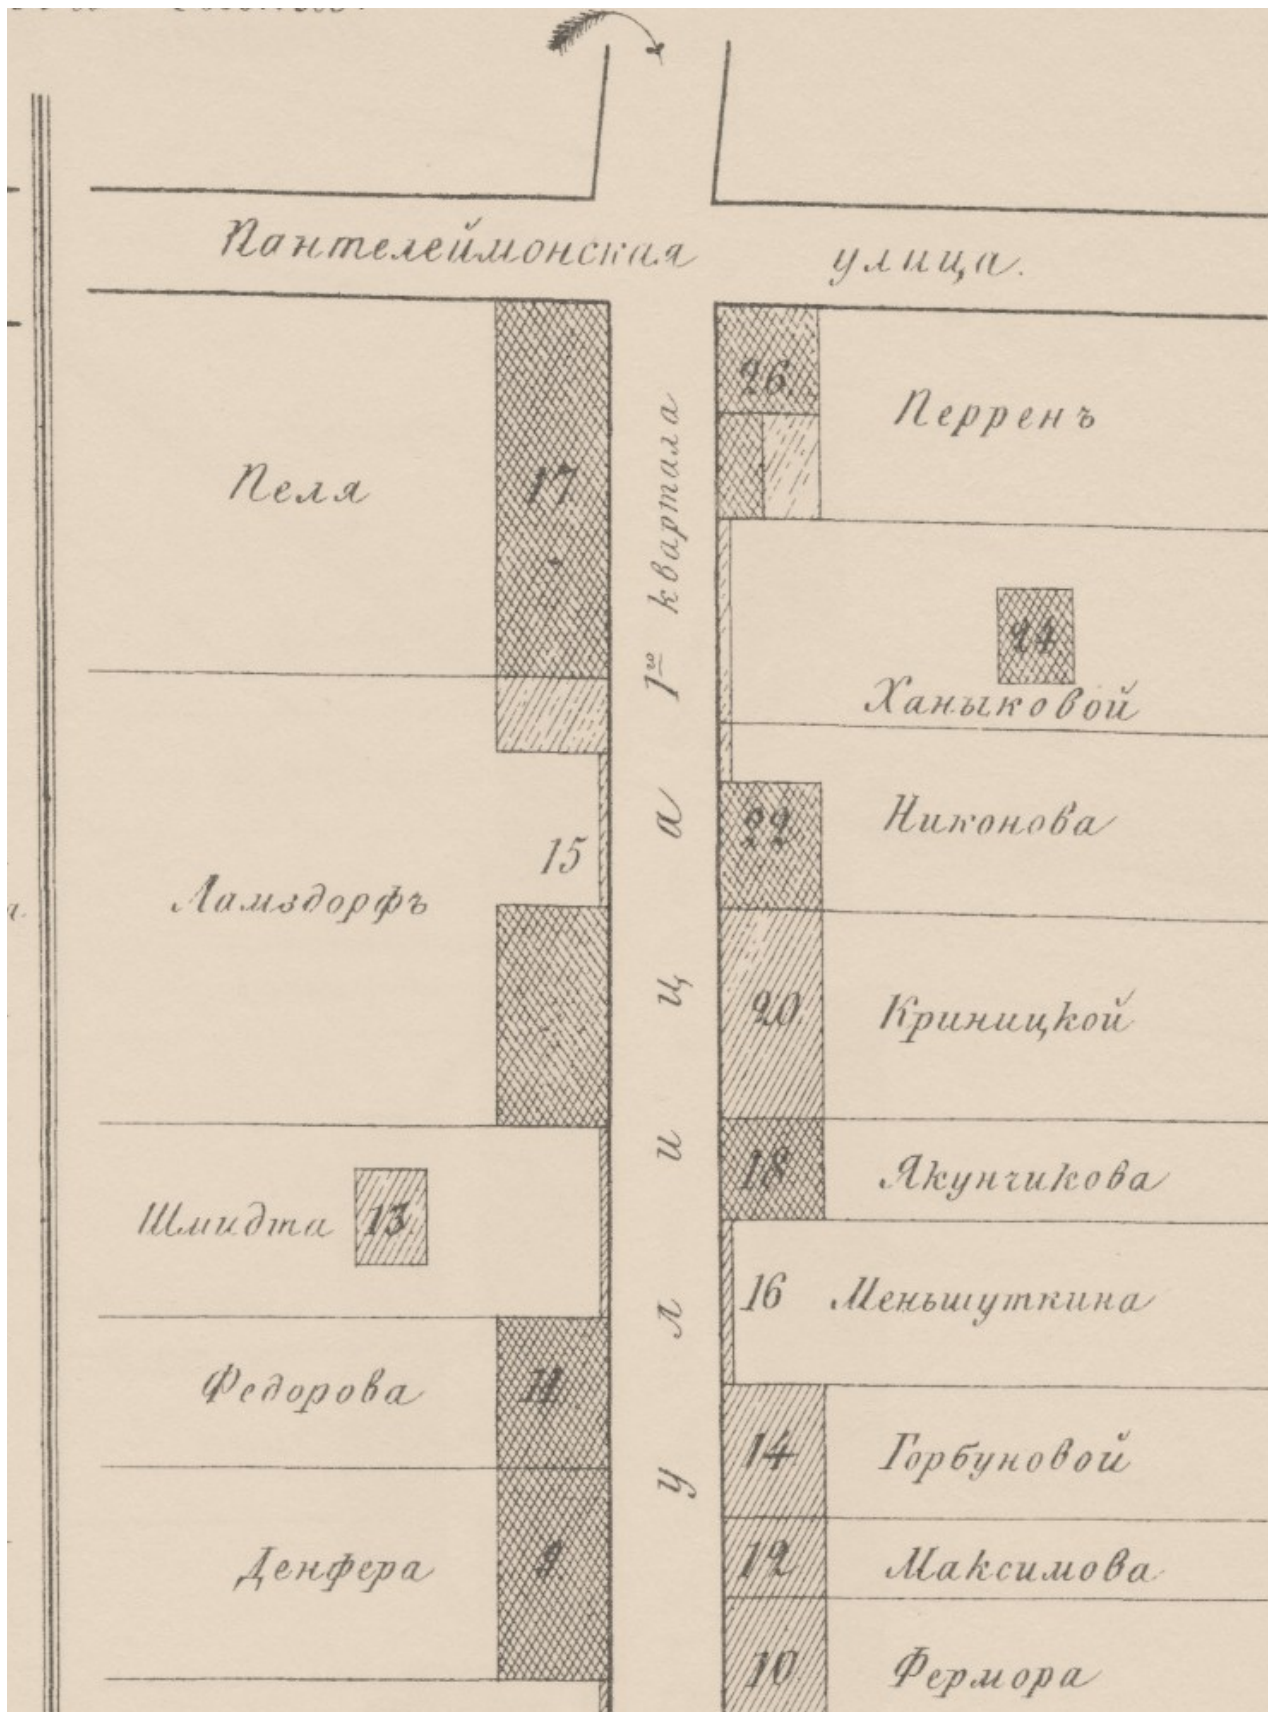 Пантелеймонская улица.
17
Пеля
26.
Перренъ
1го квартала
24
Ханыковой
22
Никонова
15
Ламздорфъ
20
Криницкой
18
Якунчикова
13
Шмидта
16
Меньшуткина
11
Федорова
14
Горбуновой
9.
Денфера
12
Максимова
10
Фермора
улица